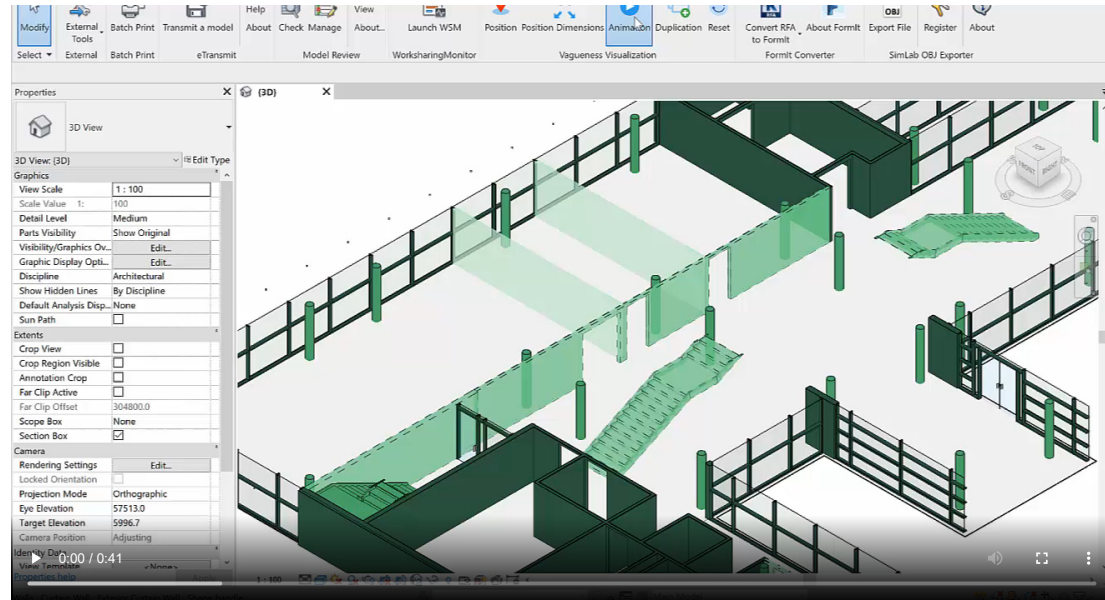 Help View
Modify External Tools Batch Print Transmit a model About Check Manage About... Launch WSM Position Position Dimensions Animation Duplication Reset Convert RFA to FormIt About FormIt Export File Register About
OBJ
Select External Batch Print eTransmit Model Review WorksharingMonitor Vagueness Visualization FormIt Converter SimLab OBJ Exporter
Properties
{3D}
3D View
3D View: {3D}
Edit Type
Graphics
View Scale 1 : 100
Scale Value 1: 100
Detail Level Medium
Parts Visibility Show Original
Visibility/Graphics Ov... Edit...
Graphic Display Opti... Edit...
Discipline Architectural
Show Hidden Lines By Discipline
Default Analysis Disp... None
Sun Path
Extents
Crop View
Crop Region Visible
Annotation Crop
Far Clip Active
Far Clip Offset 304800.0
Scope Box None
Section Box
Camera
Rendering Settings Edit...
Locked Orientation
Projection Mode Orthographic
Eye Elevation 57513.0
Target Elevation 5996.7
Camera Position Adjusting
Identity Data
View Template <None>
Properties help Apply
1 : 100
0:00 / 0:41
TOP
FRONT